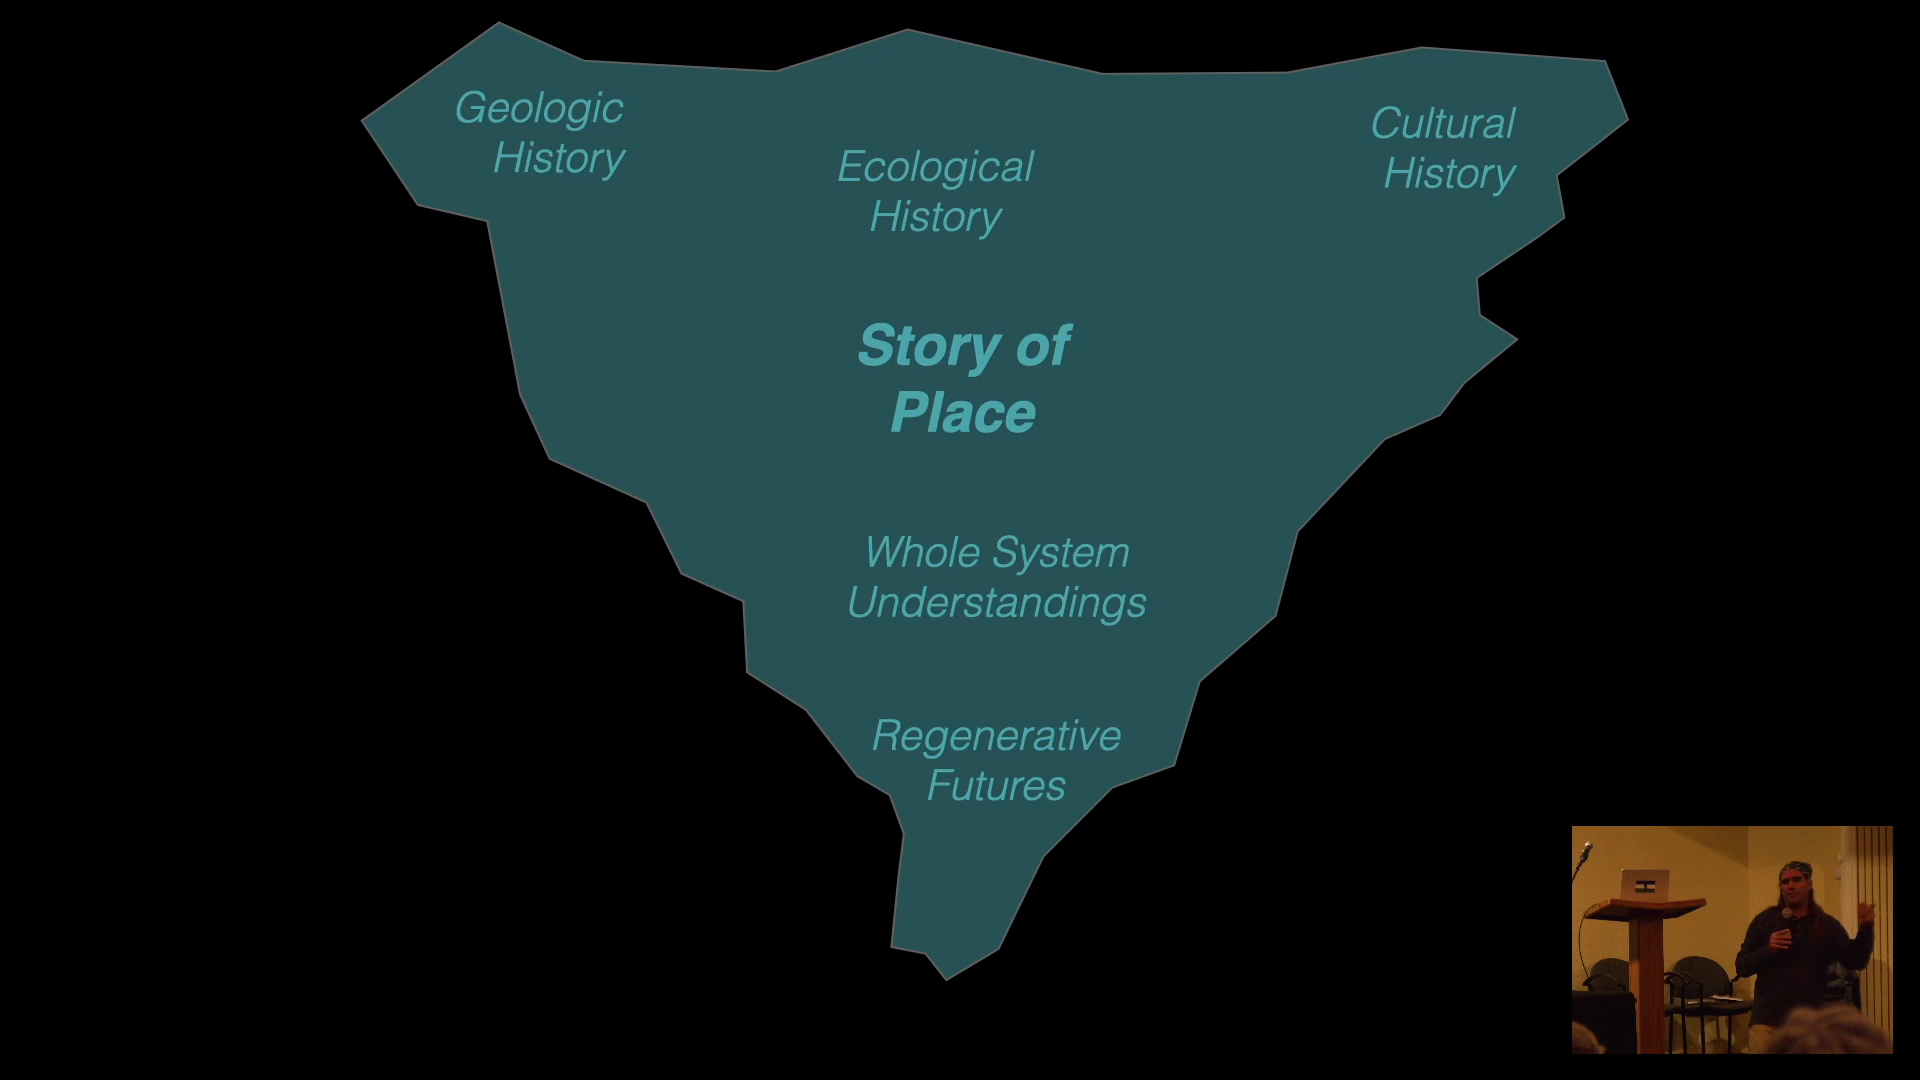 Geologic
History
Ecological
History
Cultural
History
Story of
Place
Whole System
Understandings
Regenerative
Futures